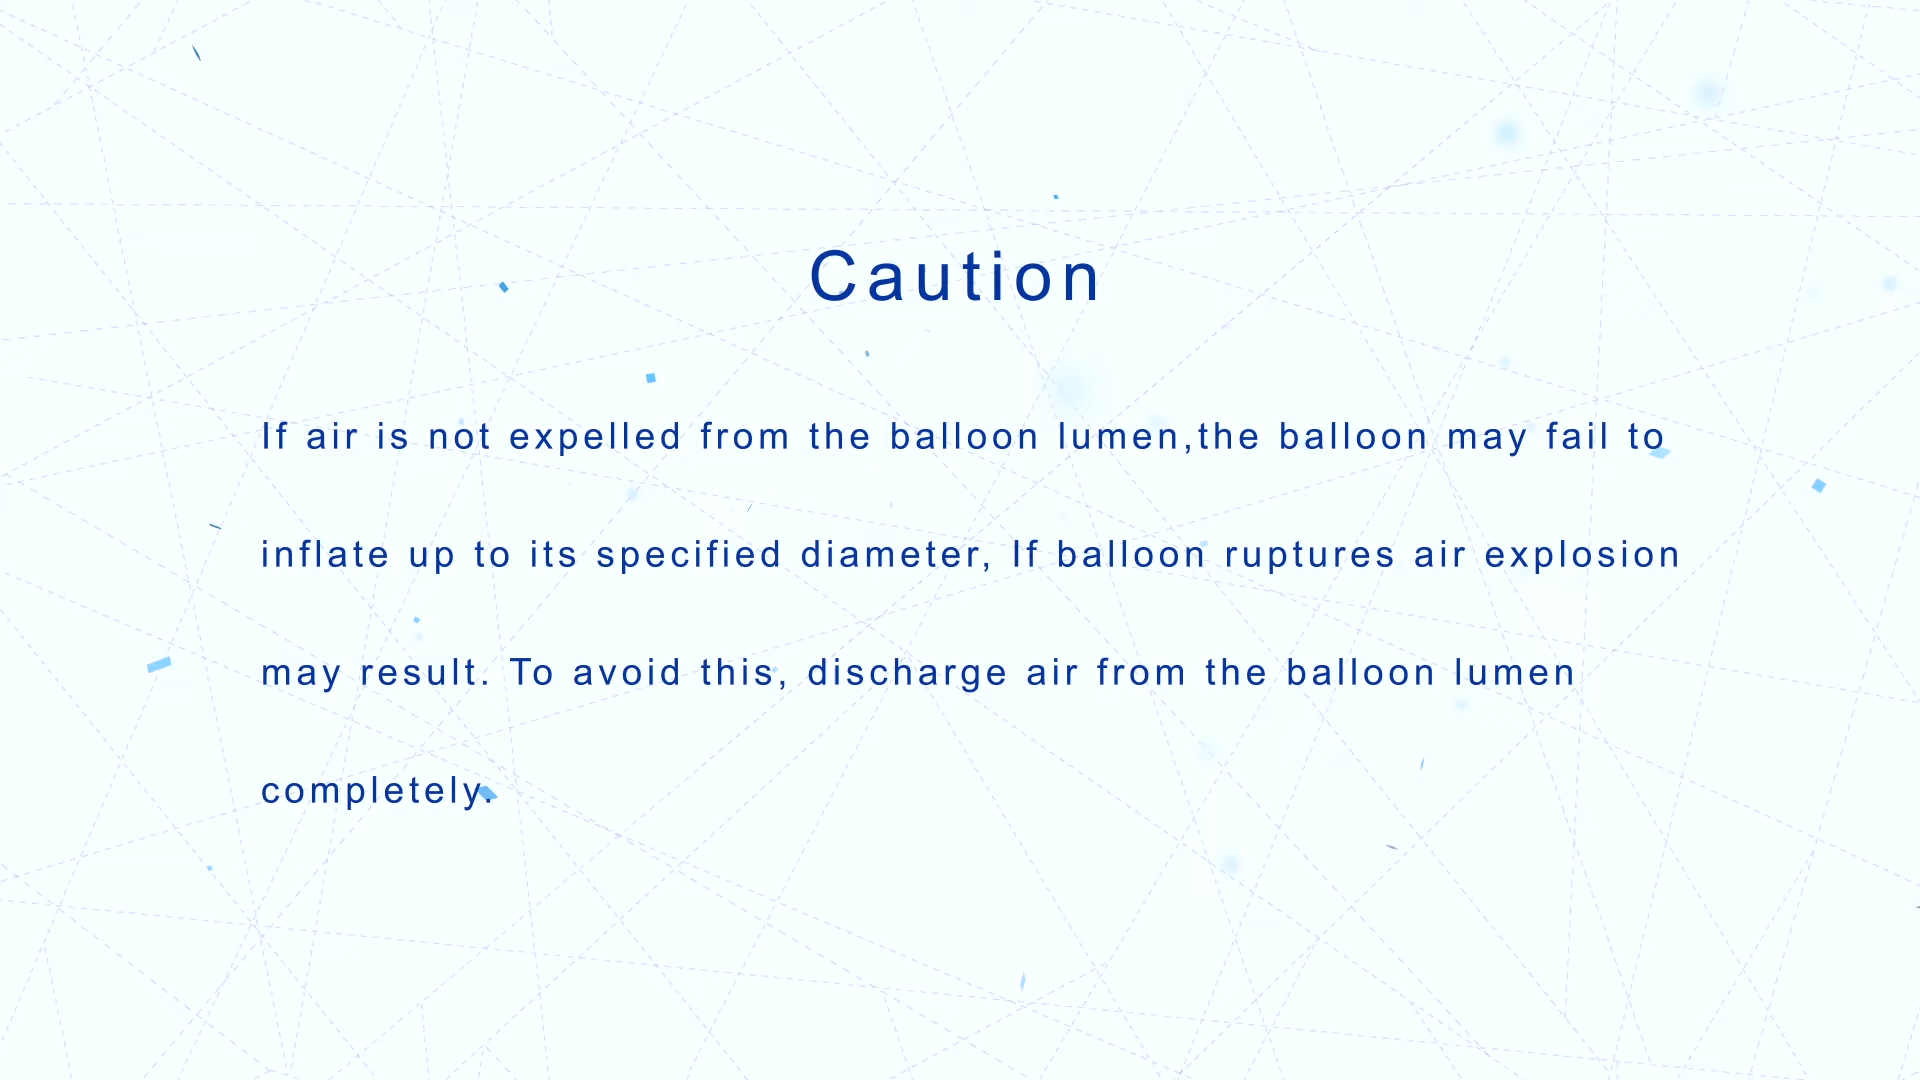 Caution
If air is not expelled from the balloon lumen,the balloon may fail to
inflate up to its specified diameter, If balloon ruptures air explosion
may result. To avoid this, discharge air from the balloon lumen
completely.